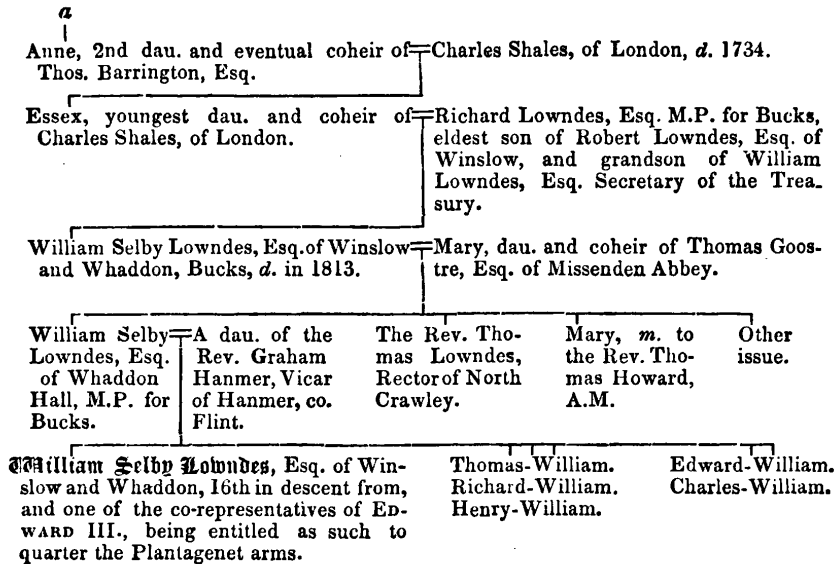 a
Anne, 2nd dau. and eventual coheir of
Thos. Barrington, Esq.
Charles Shales, of London, d. 1734.
Essex, youngest dau. and coheir of
Charles Shales, of London.
Richard Lowndes, Esq. M.P. for Bucks,
eldest son of Robert Lowndes, Esq. of
Winslow, and grandson of William
Lowndes, Esq. Secretary of the Trea-
sury.
William Selby Lowndes, Esq. of Winslow
and Whaddon, Bucks, d. in 1813.
Mary, dau. and coheir of Thomas Goos-
tre, Esq. of Missenden Abbey.
William Selby
Lowndes, Esq.
of Whaddon
Hall, M.P. for
Bucks.
A dau. of the
Rev. Graham
Hanmer, Vicar
of Hanmer, co.
Flint.
The Rev. Tho-
mas Lowndes,
Rector of North
Crawley.
Mary, m. to
the Rev. Tho-
mas Howard,
A.M.
Other
issue.
William Selby Lowndes, Esq. of Win-
slow and Whaddon, 16th in descent from,
and one of the co-representatives of ED-
WARD III., being entitled as such to
quarter the Plantagenet arms.
Thomas-William.
Richard-William.
Henry-William.
Edward-William.
Charles-William.